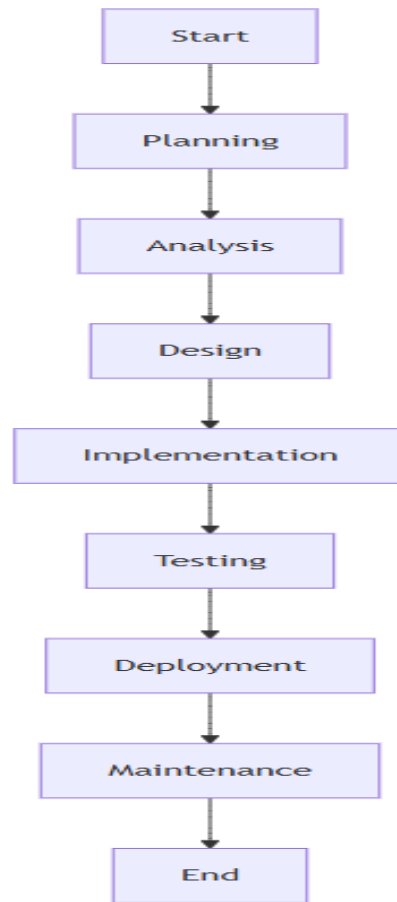 Start
Planning
Analysis
Design
Implementation
Testing
Deployment
Maintenance
End